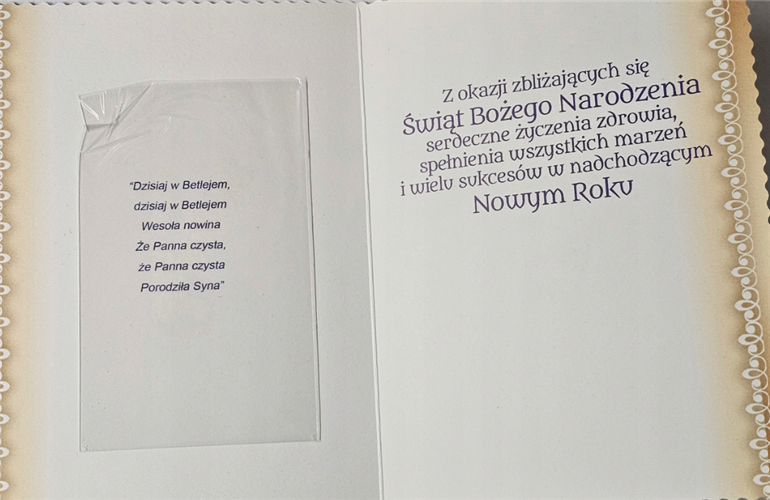 "Dzisiaj w Betlejem,
dzisiaj w Betlejem
Wesoła nowina
Że Panna czysta,
że Panna czysta
Porodziła Syna"
Z okazji zbliżających się
Świąt Bożego Narodzenia
serdeczne życzenia zdrowia,
spełnienia wszystkich marzeń
i wielu sukcesów w nadchodzącym
Nowym Roku